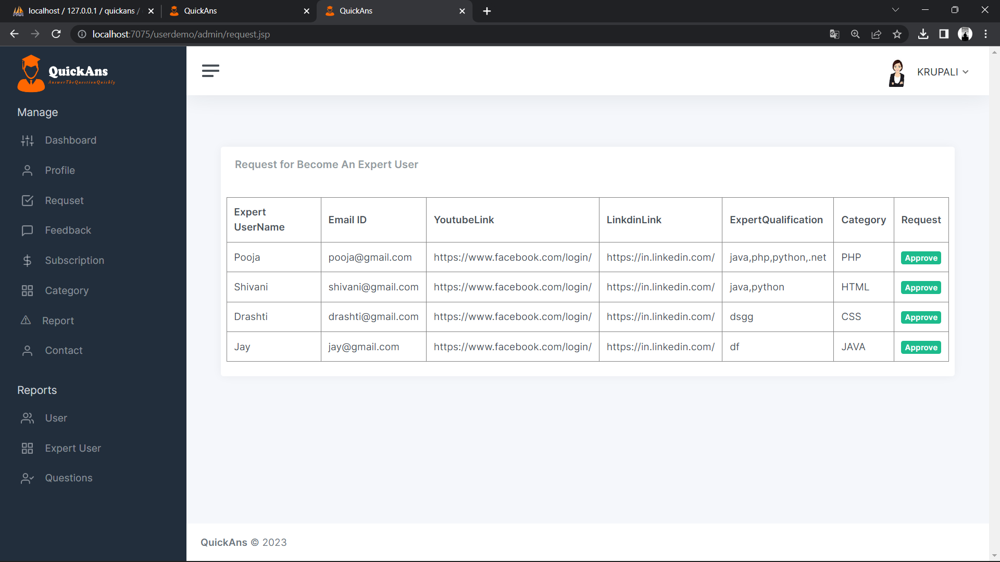 localhost / 127.0.0.1 / quickans /
QuickAns
QuickAns
localhost:7075/userdemo/admin/request.jsp
QuickAns
AnswerTheQuestionQuickly
KRUPALI
Manage
Dashboard
Profile
Requset
Feedback
Subscription
Category
Report
Contact
Reports
User
Expert User
Questions
Request for Become An Expert User
Expert UserName Email ID YoutubeLink LinkdinLink ExpertQualification Category Request
Pooja pooja@gmail.com https://www.facebook.com/login/ https://in.linkedin.com/ java,php,python,.net PHP Approve
Shivani shivani@gmail.com https://www.facebook.com/login/ https://in.linkedin.com/ java,python HTML Approve
Drashti drashti@gmail.com https://www.facebook.com/login/ https://in.linkedin.com/ dsgg CSS Approve
Jay jay@gmail.com https://www.facebook.com/login/ https://in.linkedin.com/ df JAVA Approve
QuickAns © 2023